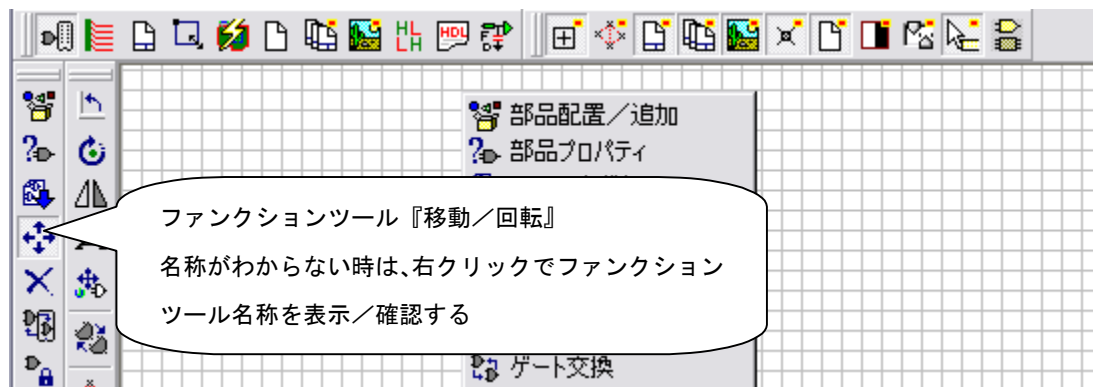 HL
LH
HDL
部品配置／追加
部品プロパティ
ファンクションツール『移動／回転』
名称がわからない時は、右クリックでファンクション
ツール名称を表示／確認する
ゲート交換